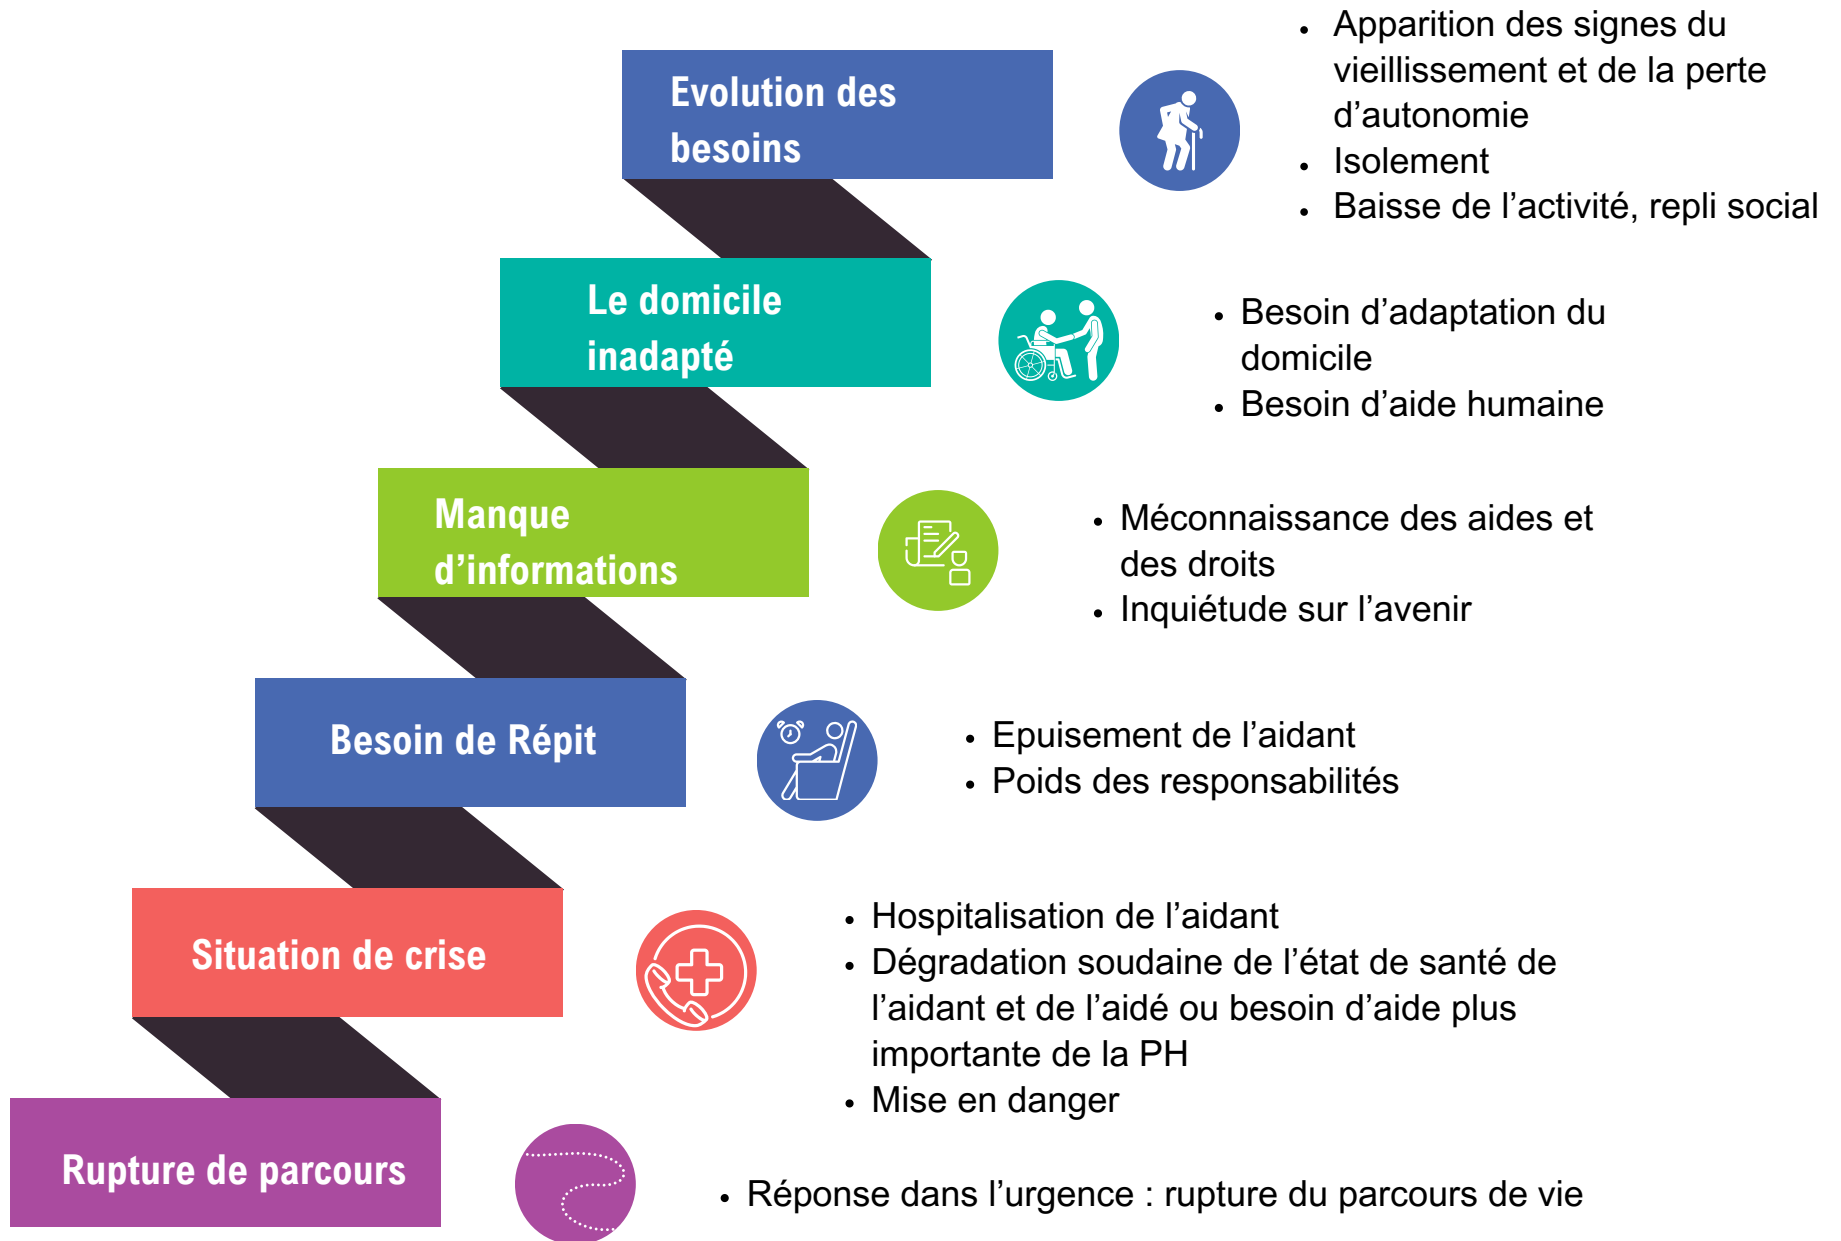 Evolution des
besoins
• Apparition des signes du
vieillissement et de la perte
d’autonomie
• Isolement
• Baisse de l’activité, repli social
Le domicile
inadapté
• Besoin d’adaptation du
domicile
• Besoin d’aide humaine
Manque
d’informations
• Méconnaissance des aides et
des droits
• Inquiétude sur l’avenir
Besoin de Répit
• Epuisement de l’aidant
• Poids des responsabilités
Situation de crise
• Hospitalisation de l’aidant
• Dégradation soudaine de l’état de santé de
l’aidant et de l’aidé ou besoin d’aide plus
importante de la PH
• Mise en danger
Rupture de parcours
• Réponse dans l’urgence : rupture du parcours de vie